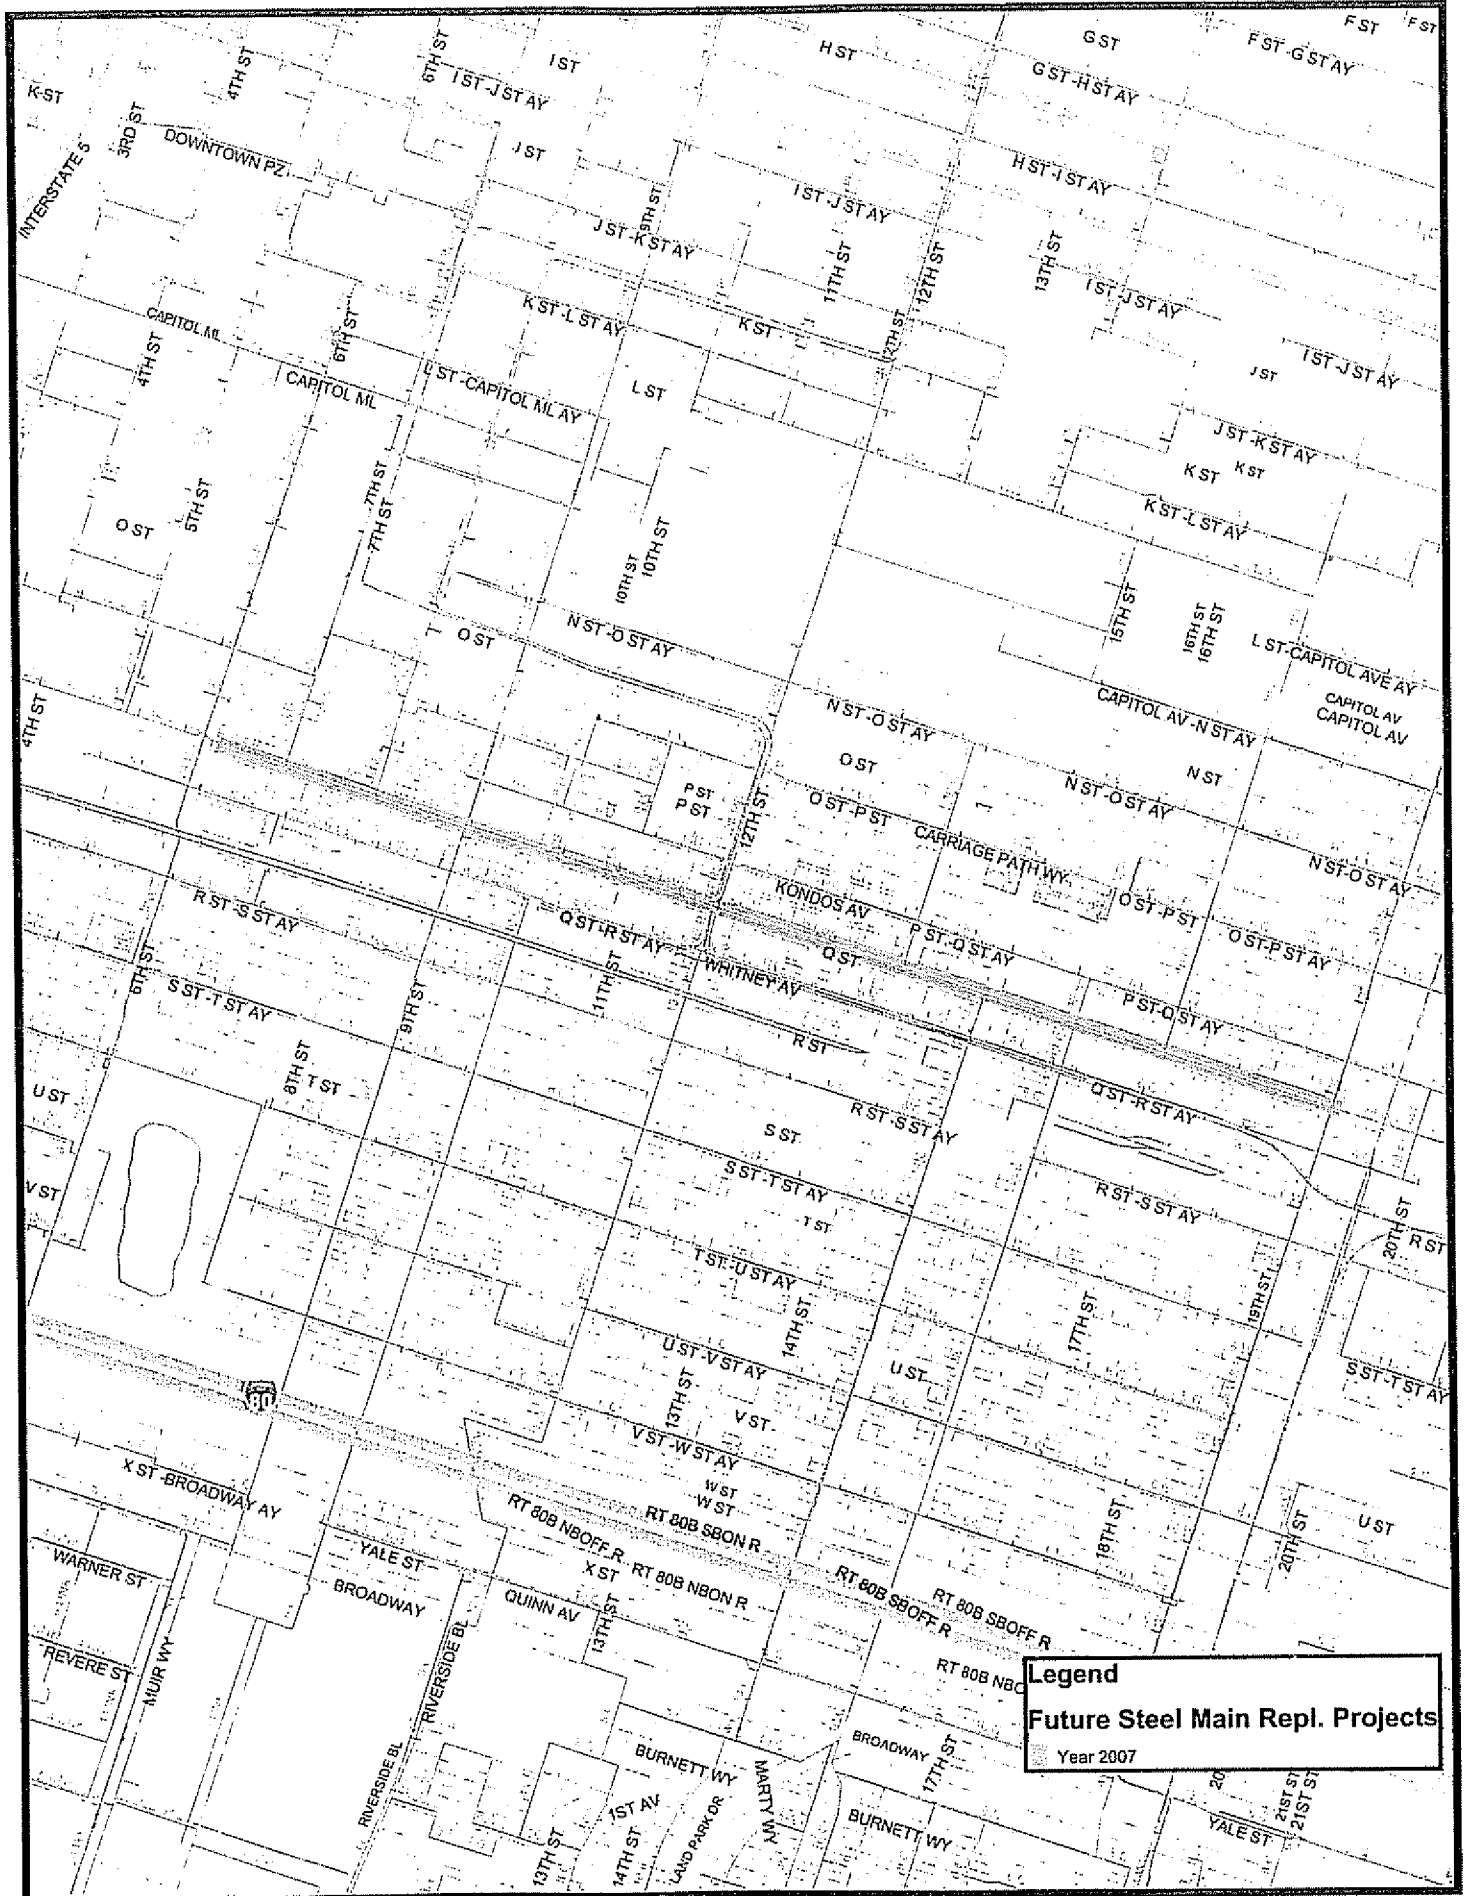 F ST
F ST
G ST
F ST-G ST AY
H ST
G ST-H ST AY
6TH ST
I ST
4TH ST
I ST-J ST AY
K-ST
3RD ST
DOWNTOWN PZ
J ST
INTERSTATE 5
H ST-I ST AY
I ST-J ST AY
9TH ST
J ST-K ST AY
11TH ST
12TH ST
13TH ST
I ST-J ST AY
K ST-L ST AY
K ST
12TH ST
CAPITOL ML
6TH ST
4TH ST
I ST-J ST AY
J ST
CAPITOL ML
L ST-CAPITOL ML AY
L ST
J ST-K ST AY
K ST
K ST
7TH ST
7TH ST
5TH ST
O ST
K ST-L ST AY
10TH ST
10TH ST
15TH ST
16TH ST
16TH ST
O ST
N ST-O ST AY
L ST-CAPITOL AVE AY
CAPITOL AV
CAPITOL AV
4TH ST
CAPITOL AV-N ST AY
N ST-O ST AY
O ST
N ST
N ST-O ST AY
P ST
P ST
12TH ST
O ST-P ST
CARRIAGE PATH WY
N ST-O ST AY
KONDOS AV
O ST-P ST
R ST-S ST AY
Q ST-R ST AY
P ST-Q ST AY
O ST-P ST AY
Q ST
WHITNEY AV
6TH ST
11TH ST
S ST-T ST AY
9TH ST
P ST-Q ST AY
R ST
8TH ST
T ST
U ST
Q ST-R ST AY
R ST-S ST AY
S ST
S ST-T ST AY
V ST
R ST-S ST AY
T ST
20TH ST
R ST
T ST-U ST AY
19TH ST
14TH ST
17TH ST
U ST-V ST AY
U ST
S ST-T ST AY
80
13TH ST
V ST
V ST-W ST AY
W ST
W ST
X ST-BROADWAY AY
RT 80B NBOFF R
RT 80B SBON R
18TH ST
20TH ST
U ST
YALE ST
X ST
RT 80B NBON R
WARNER ST
BROADWAY
QUINN AV
RT 80B SBOFF R
RT 80B SBOFF R
13TH ST
REVERE ST
MUIR WY
RIVERSIDE BL
RT 80B NBO
Legend
Future Steel Main Repl. Projects
Year 2007
RIVERSIDE BL
BURNETT WY
MARTY WY
BROADWAY
17TH ST
20
21ST ST
21ST ST
1ST AV
LAND PARK DR
BURNETT WY
YALE ST
13TH ST
14TH ST